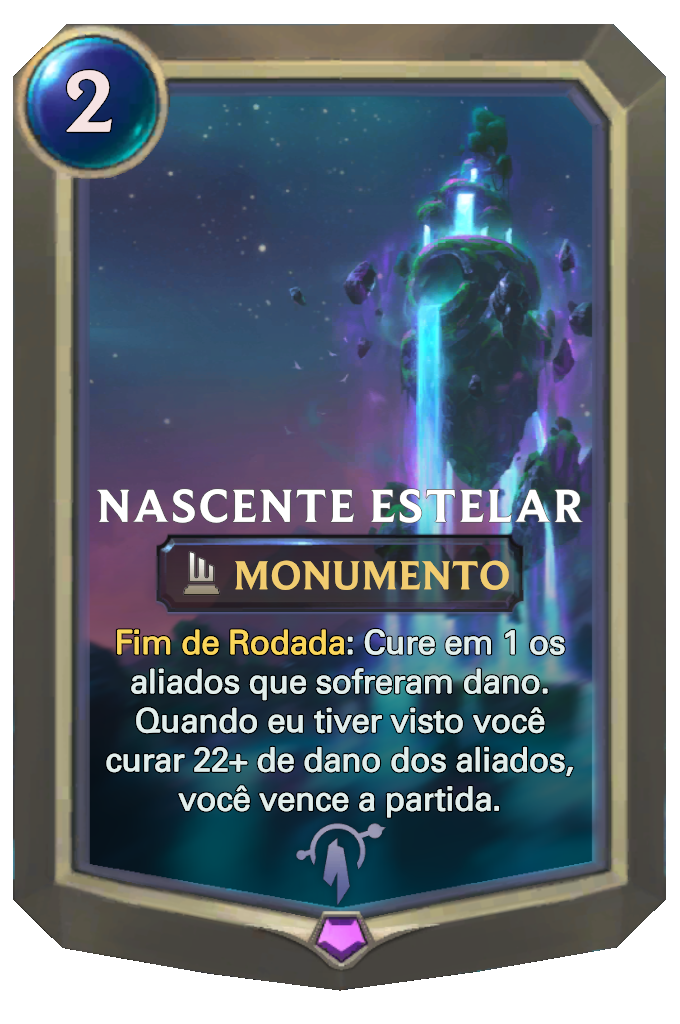 2
NASCENTE ESTELAR
MONUMENTO
Fim de Rodada: Cure em 1 os
aliados que sofreram dano.
Quando eu tiver visto você
curar 22+ de dano dos aliados,
você vence a partida.